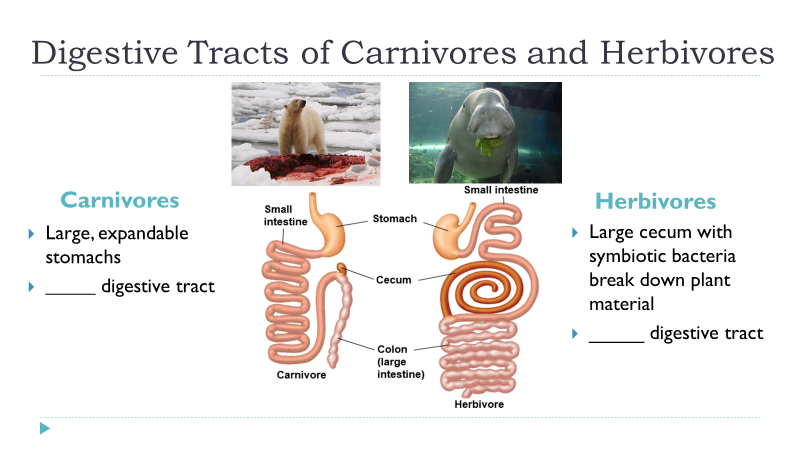 Digestive Tracts of Carnivores and Herbivores
Carnivores
Large, expandable
stomachs
_____ digestive tract
Small
intestine
Stomach
Small intestine
Cecum
Colon
(large
intestine)
Carnivore
Herbivore
Herbivores
Large cecum with
symbiotic bacteria
break down plant
material
______ digestive tract